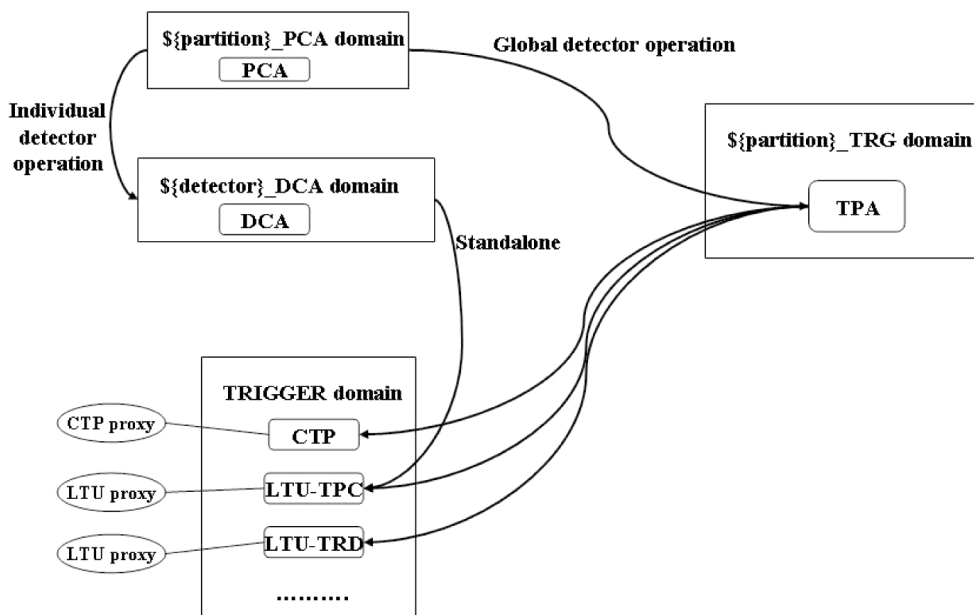 ${partition}_PCA domain
PCA
Global detector operation
Individual
detector
operation
${partition}_TRG domain
TPA
${detector}_DCA domain
DCA
Standalone
TRIGGER domain
CTP proxy
CTP
LTU proxy
LTU-TPC
LTU proxy
LTU-TRD
..........